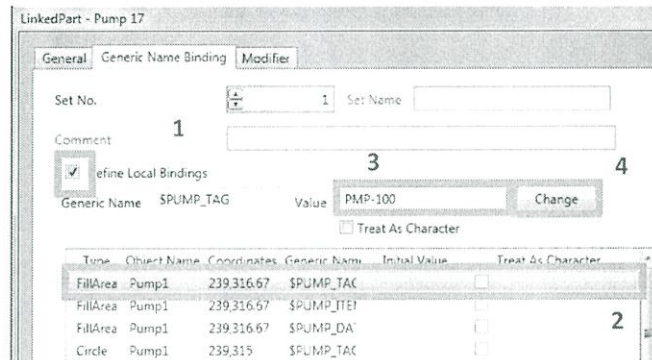 LinkedPart - Pump 17
General Generic Name Binding Modifier
Set No. 1 Set Name
1
Comment
3 4
efine Local Bindings
Generic Name $PUMP_TAG Value PMP-100 Change
Treat As Character
Type Object Name Coordinates Generic Name Initial Value Treat As Character
FillArea Pump1 239,316.67 $PUMP_TAG
FillArea Pump1 239,316.67 $PUMP_ITEM
2
FillArea Pump1 239,316.67 $PUMP_DAT
Circle Pump1 239,315 $PUMP_TAG